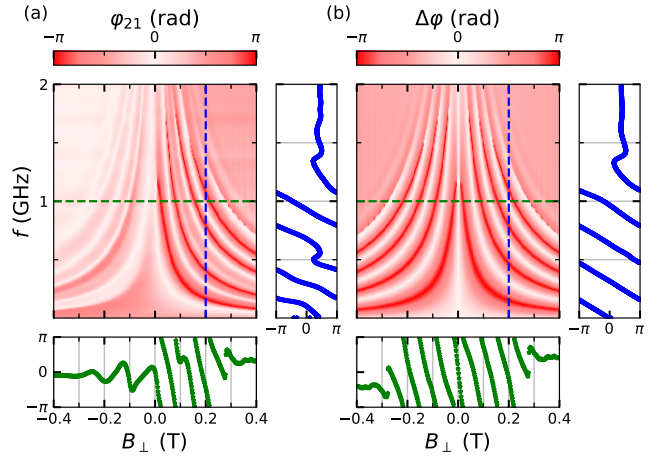 (a) φ₂₁ (rad)
−π 0 π
(b) Δφ (rad)
−π 0 π
f (GHz)
2
1
−π 0 π
−π 0 π
π
0
−π
−0.4 −0.2 0.0 0.2 0.4
B⊥ (T)
−0.4 −0.2 0.0 0.2 0.4
B⊥ (T)